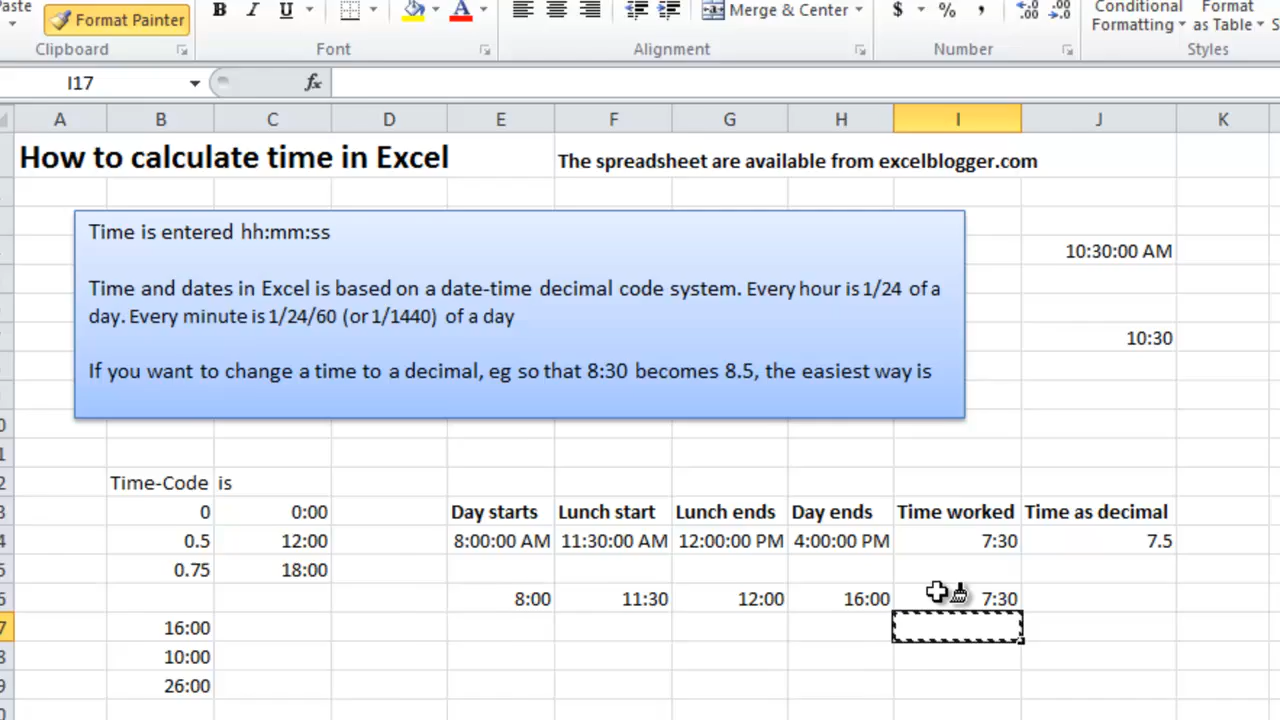 Paste
Format Painter
B I U
Merge & Center
$ % ,
.00
.00
Conditional
Formatting
Format
as Table
Clipboard
Font
Alignment
Number
Styles
I17
fx
A B C D E F G H I J K
How to calculate time in Excel
The spreadsheet are available from excelblogger.com
Time is entered hh:mm:ss
Time and dates in Excel is based on a date-time decimal code system. Every hour is 1/24 of a
day. Every minute is 1/24/60 (or 1/1440) of a day
If you want to change a time to a decimal, eg so that 8:30 becomes 8.5, the easiest way is
10:30:00 AM
10:30
Time-Code is
0 0:00 Day starts Lunch start Lunch ends Day ends Time worked Time as decimal
0.5 12:00 8:00:00 AM 11:30:00 AM 12:00:00 PM 4:00:00 PM 7:30 7.5
0.75 18:00
8:00 11:30 12:00 16:00 7:30
16:00
10:00
26:00